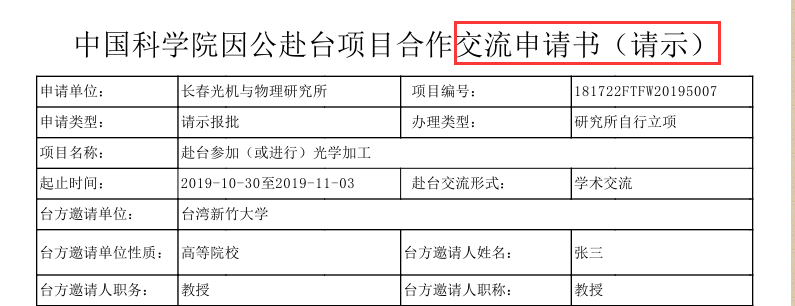 中国科学院因公赴台项目合作交流申请书（请示）
申请单位： 长春光机与物理研究所 项目编号： 181722FTFW20195007
申请类型： 请示报批 办理类型： 研究所自行立项
项目名称： 赴台参加（或进行）光学加工
起止时间： 2019-10-30至2019-11-03 赴台交流形式： 学术交流
台方邀请单位： 台湾新竹大学
台方邀请单位性质： 高等院校 台方邀请人姓名： 张三
台方邀请人职务： 教授 台方邀请人职称： 教授